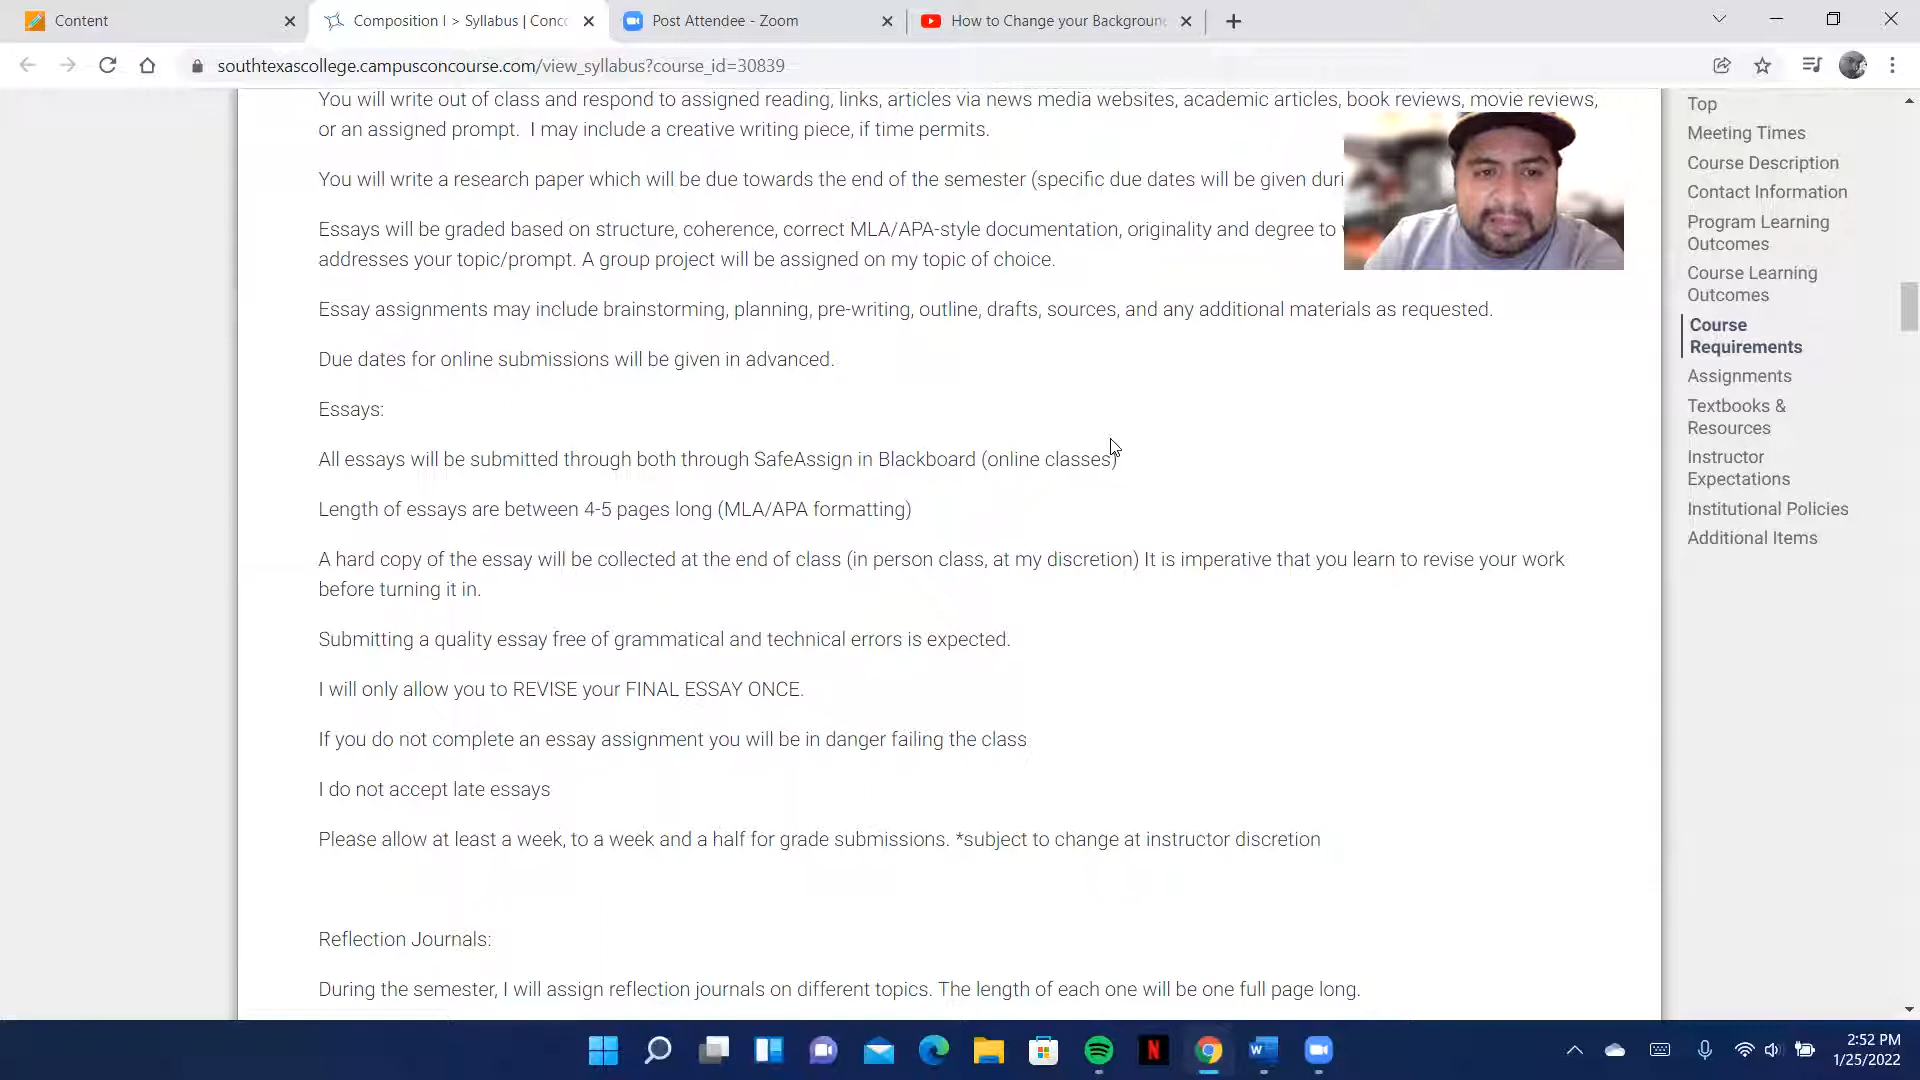 Content
Composition I > Syllabus | Conc
Post Attendee - Zoom
How to Change your Background
southtexascollege.campusconcourse.com/view_syllabus?course_id=30839
You will write out of class and respond to assigned reading, links, articles via news media websites, academic articles, book reviews, movie reviews,
or an assigned prompt. I may include a creative writing piece, if time permits.
You will write a research paper which will be due towards the end of the semester (specific due dates will be given duri
Essays will be graded based on structure, coherence, correct MLA/APA-style documentation, originality and degree to
addresses your topic/prompt. A group project will be assigned on my topic of choice.
Essay assignments may include brainstorming, planning, pre-writing, outline, drafts, sources, and any additional materials as requested.
Due dates for online submissions will be given in advanced.
Essays:
All essays will be submitted through both through SafeAssign in Blackboard (online classes)
Length of essays are between 4-5 pages long (MLA/APA formatting)
A hard copy of the essay will be collected at the end of class (in person class, at my discretion) It is imperative that you learn to revise your work
before turning it in.
Submitting a quality essay free of grammatical and technical errors is expected.
I will only allow you to REVISE your FINAL ESSAY ONCE.
If you do not complete an essay assignment you will be in danger failing the class
I do not accept late essays
Please allow at least a week, to a week and a half for grade submissions. *subject to change at instructor discretion
Reflection Journals:
During the semester, I will assign reflection journals on different topics. The length of each one will be one full page long.
Top
Meeting Times
Course Description
Contact Information
Program Learning
Outcomes
Course Learning
Outcomes
Course
Requirements
Assignments
Textbooks &
Resources
Instructor
Expectations
Institutional Policies
Additional Items
2:52 PM
1/25/2022